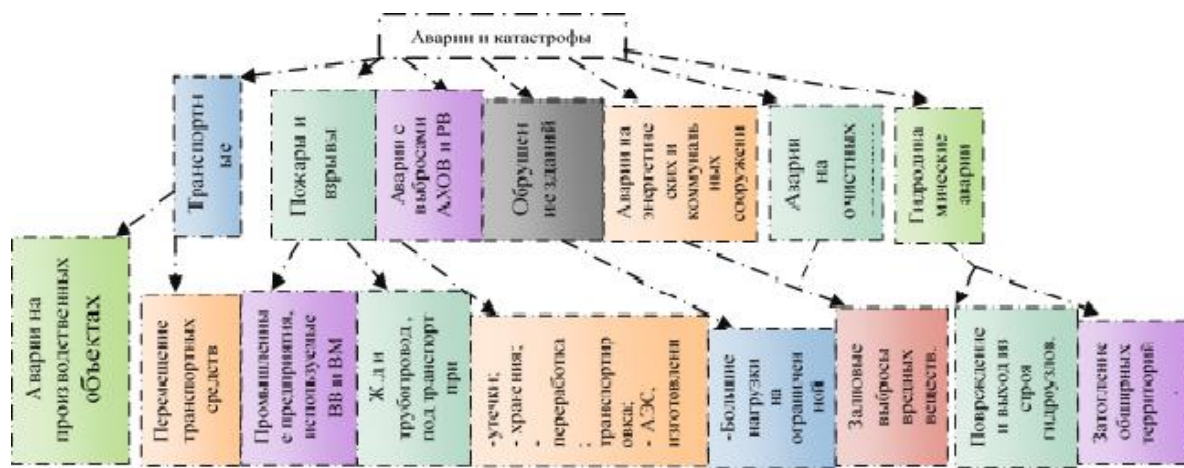 Аварии и катастрофы
Транспортн
ые
Пожары и
взрывы
Аварии с
выбросами
АХОВ и РВ
Обрушен
ие зданий
Аварии на
энергетиче
ских и
коммуналь
ных
сооружени
Аварии
на
очистных
Гидродина
мические
аварии
Аварии на
производственных
объектах
Перемещение
транспортных
средств
Промышленны
е предприятия,
используемые
ВВ и ВМ
Ж.д и
трубопровод ,
под транспорт
при
-утечки;
- хранения;
-
переработка
;
транспортир
овка;
- АЭС.
изготовлени
-Большие
нагрузки
на
ограничен
ной
Залповые
выбросы
вредных
веществ.
Повреждение
и выход из
строя
гидроузлов.
Затопление
обширных
территорий
.